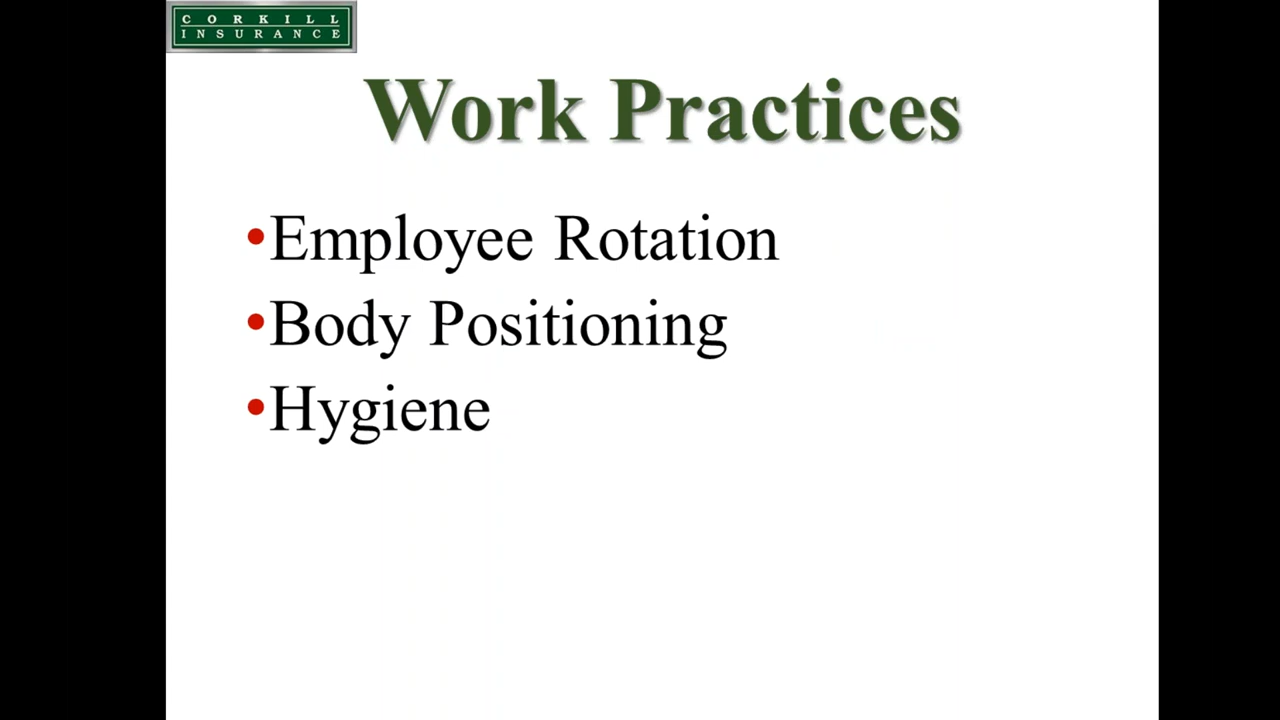 CORKILL
INSURANCE
Work Practices
•Employee Rotation
•Body Positioning
•Hygiene